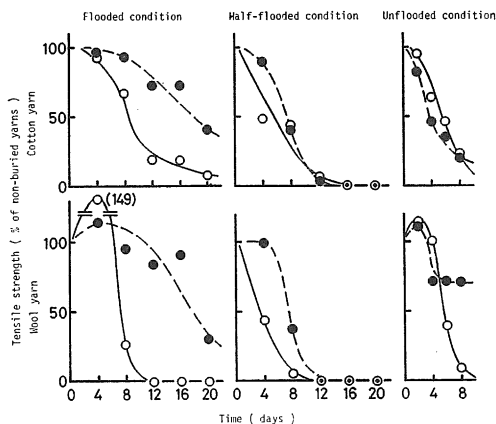 Flooded condition
Half-flooded condition
Unflooded condition
Tensile strength ( % of non-buried yarns )
Cotton yarn
100
50
0
Wool yarn
(149)
100
50
0
0 4 8 12 16 20
0 4 8 12 16 20
0 4 8
Time ( days )